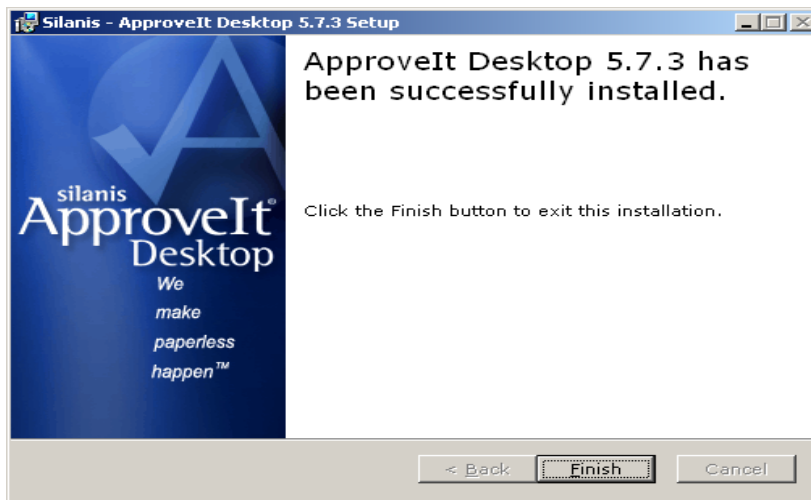 Silanis - ApproveIt Desktop 5.7.3 Setup
ApproveIt Desktop 5.7.3 has
been successfully installed.
Click the Finish button to exit this installation.
silanis
ApproveIt®
Desktop
We
make
paperless
happen™
< Back
Finish
Cancel